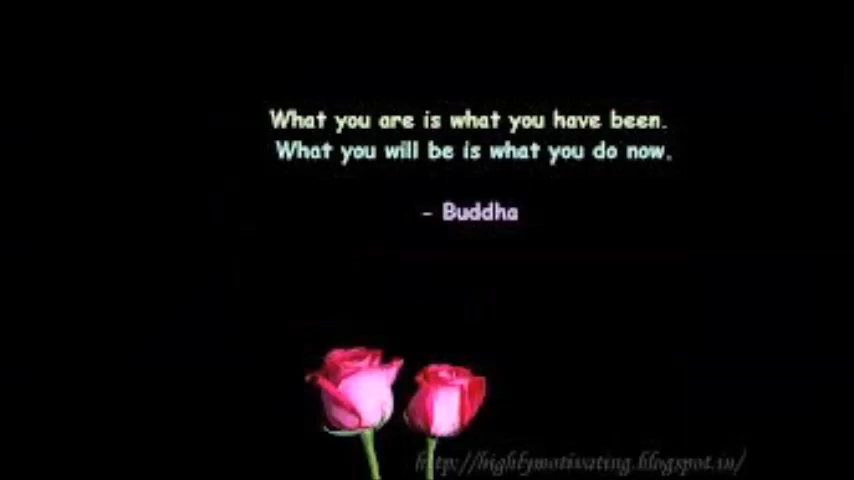 What you are is what you have been.
What you will be is what you do now.
- Buddha
http://highlymotivating.blogspot.in/